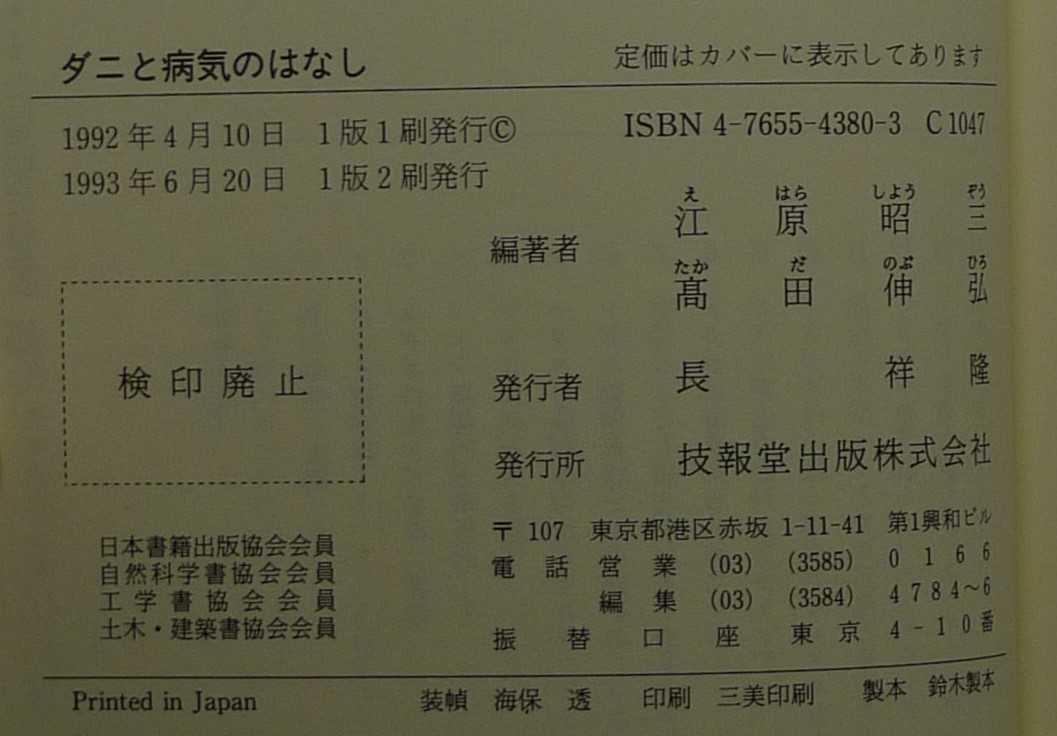 ダニと病気のはなし　定価はカバーに表示してあります
1992年4月10日　1版1刷発行©　ISBN 4-7655-4380-3　C 1047
1993年6月20日　1版2刷発行
え　はら　しよう　ぞう
編著者　江　原　昭　三
たか　だ　のぶ　ひろ
髙　田　伸　弘
検印廃止
発行者　長　祥　隆
発行所　技報堂出版株式会社
日本書籍出版協会会員
自然科学書協会会員
工学書協会会員
土木・建築書協会会員
〒 107　東京都港区赤坂 1-11-41　第1興和ビル
電話営業　(03)　(3585)　0166
編集　(03)　(3584)　4784～6
振替口座　東京　4-10番
Printed in Japan　装幀　海保　透　印刷　三美印刷　製本　鈴木製本